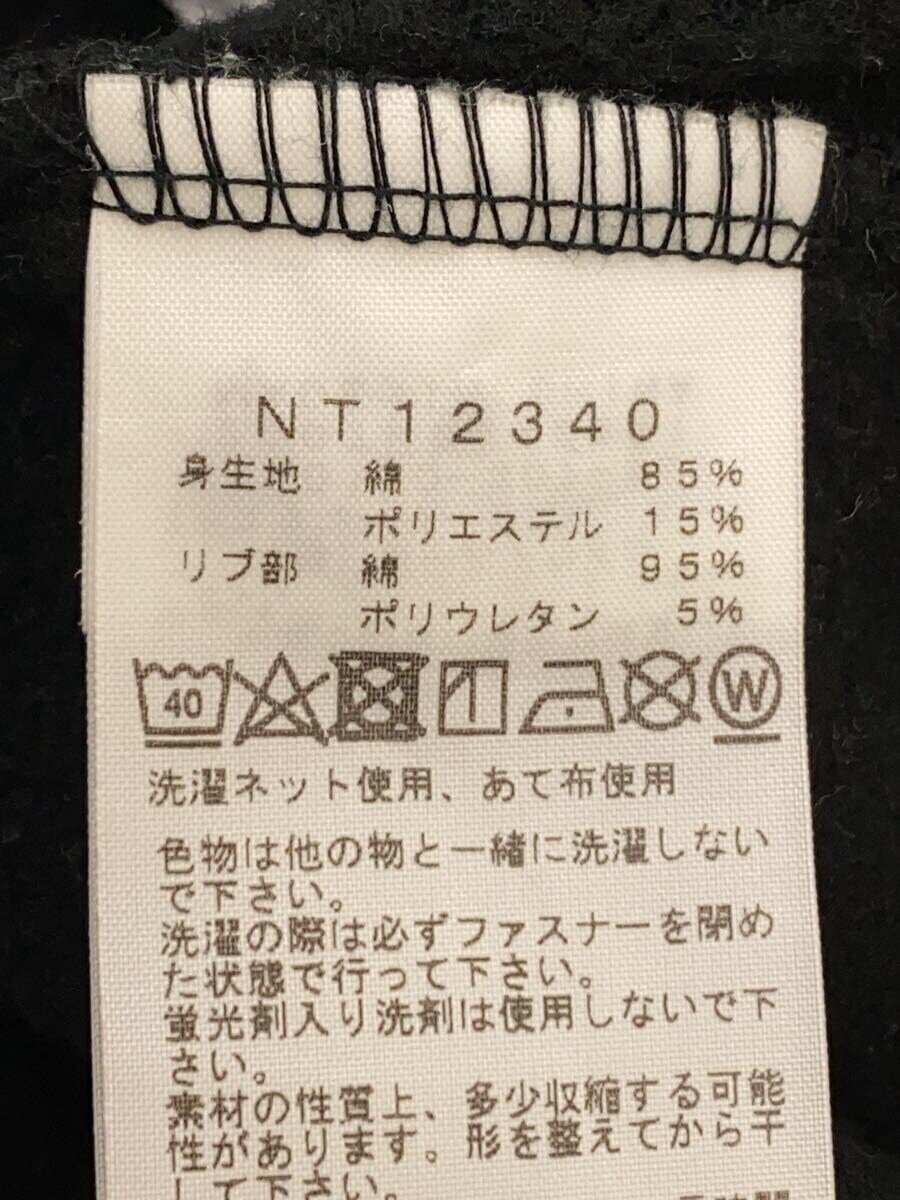 NT12340
身生地 綿 85%
ポリエステル 15%
リブ部 綿 95%
ポリウレタン 5%
40 W
洗濯ネット使用、あて布使用
色物は他の物と一緒に洗濯しない
で下さい。
洗濯の際は必ずファスナーを閉め
た状態で行って下さい。
蛍光剤入り洗剤は使用しないで下
さい。
素材の性質上、多少収縮する可能
性があります。形を整えてから干
して下さい。